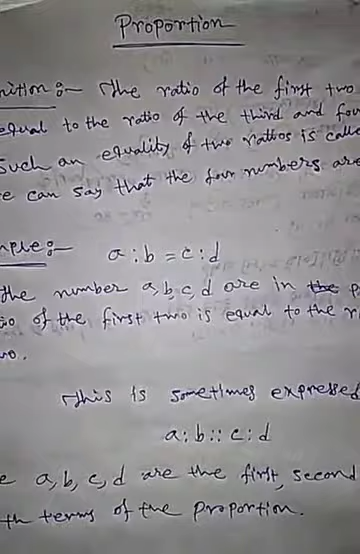 Proportion
nition :- The ratio of the first two
equal to the ratio of the third and fou
Such an equality of two ratios is calle
e can say that the four numbers are
mple :- a : b = c : d
the number a, b, c, d are in the p
io of the first two is equal to the r
wo.
This is sometimes expressed
a : b :: c : d
e a, b, c, d are the first, second
th terms of the proportion.